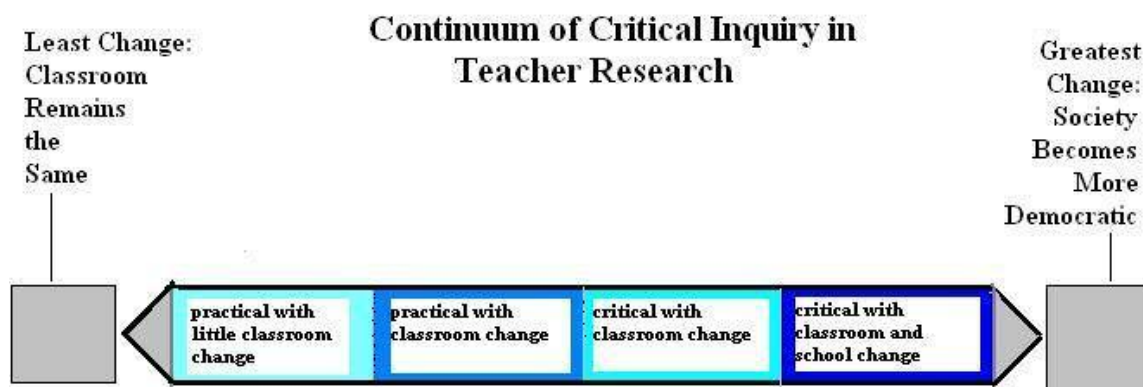 Continuum of Critical Inquiry in
Teacher Research
Least Change:
Classroom
Remains
the
Same
Greatest
Change:
Society
Becomes
More
Democratic
practical with
little classroom
change
practical with
classroom change
critical with
classroom change
critical with
classroom and
school change